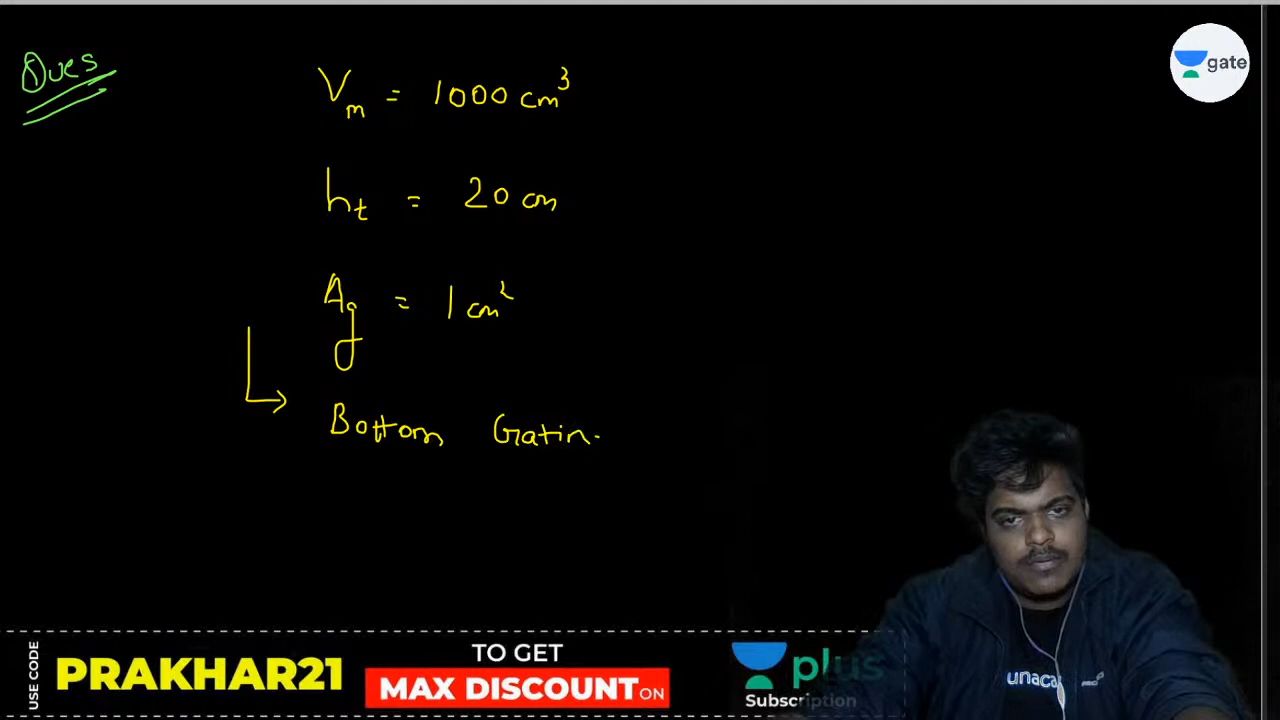 Ques
Vm = 1000 cm³
ht = 20 cm
Ag = 1 cm²
Bottom Gatin
gate
USE CODE
PRAKHAR21
TO GET
MAX DISCOUNT ON
plus
Subscription
unaca